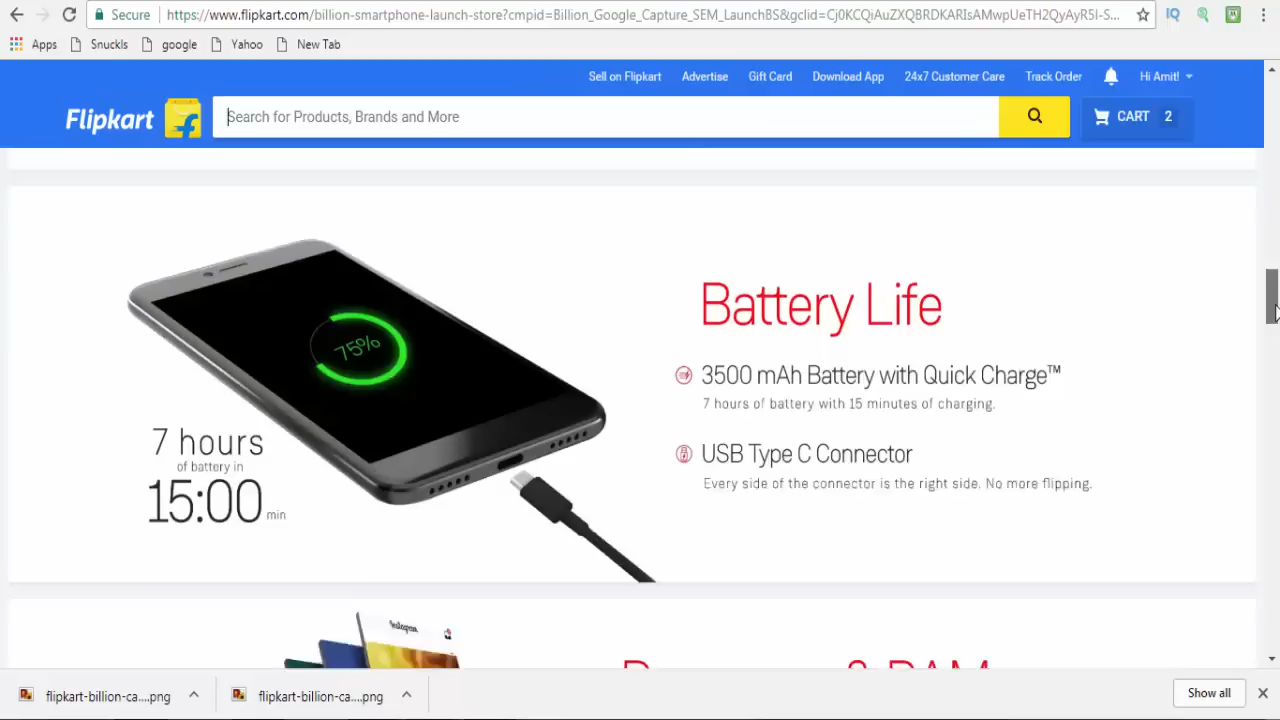 Secure https://www.flipkart.com/billion-smartphone-launch-store?cmpid=Billion_Google_Capture_SEM_LaunchBS&gclid=Cj0KCQiAuZXQBRDKARIsAMwpUeTH2QyAyR5I-S...
Apps Snuckls google Yahoo New Tab
Sell on Flipkart Advertise Gift Card Download App 24x7 Customer Care Track Order Hi Amit!
Flipkart Search for Products, Brands and More CART 2
75%
Battery Life
3500 mAh Battery with Quick Charge™
7 hours of battery with 15 minutes of charging.
7 hours
of battery in
15:00 min
USB Type C Connector
Every side of the connector is the right side. No more flipping.
Instagram
& RAM
flipkart-billion-ca....png flipkart-billion-ca....png Show all